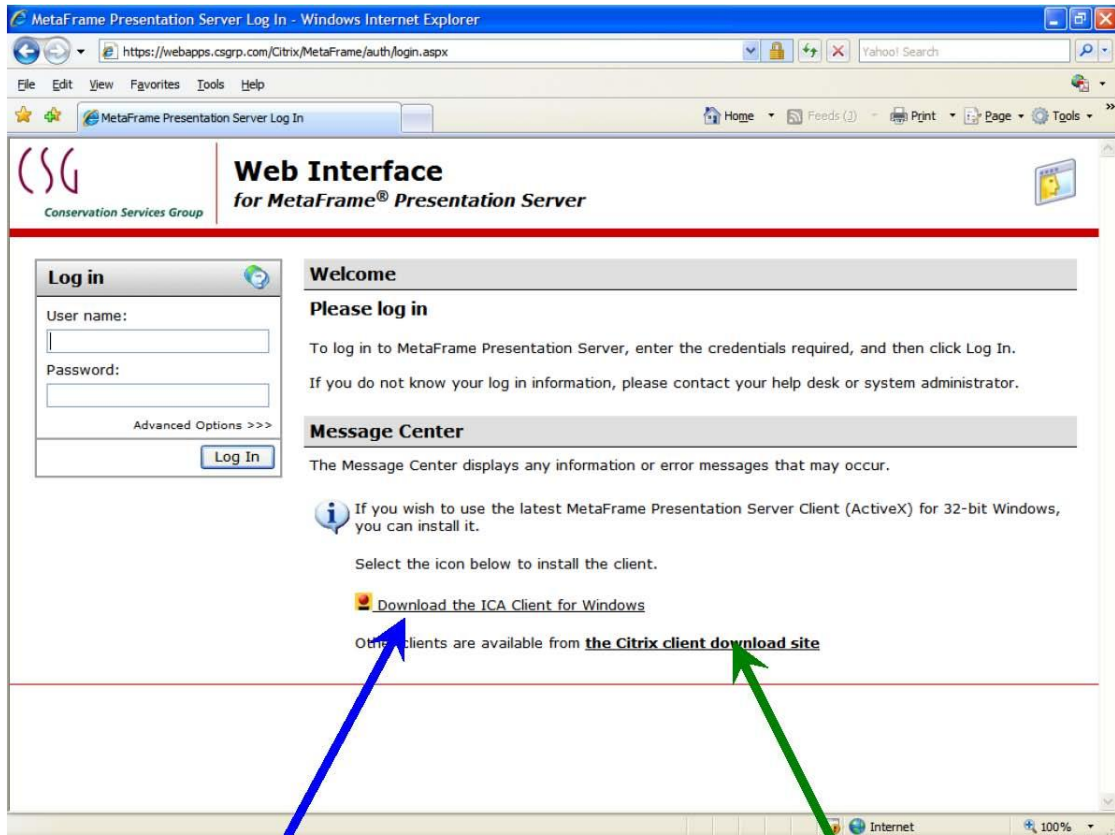 MetaFrame Presentation Server Log In - Windows Internet Explorer
https://webapps.csgrp.com/Citrix/MetaFrame/auth/login.aspx
Yahoo! Search
File Edit View Favorites Tools Help
MetaFrame Presentation Server Log In
Home Feeds (J) Print Page Tools »
CSG
Conservation Services Group
Web Interface
for MetaFrame® Presentation Server
Log in
User name:
Password:
Advanced Options >>>
Log In
Welcome
Please log in
To log in to MetaFrame Presentation Server, enter the credentials required, and then click Log In.
If you do not know your log in information, please contact your help desk or system administrator.
Message Center
The Message Center displays any information or error messages that may occur.
If you wish to use the latest MetaFrame Presentation Server Client (ActiveX) for 32-bit Windows,
you can install it.
Select the icon below to install the client.
Download the ICA Client for Windows
Other clients are available from the Citrix client download site
Internet 100%